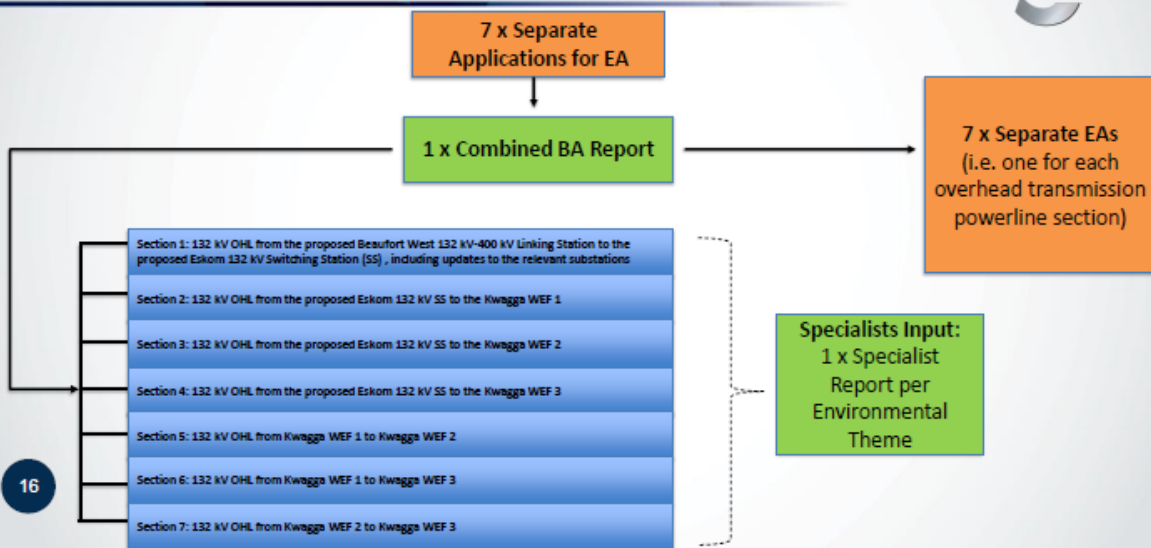 7 x Separate
Applications for EA
1 x Combined BA Report
7 x Separate EAs
(i.e. one for each
overhead transmission
powerline section)
Section 1: 132 kV OHL from the proposed Beaufort West 132 kV-400 kV Linking Station to the
proposed Eskom 132 kV Switching Station (SS) , including updates to the relevant substations
Section 2: 132 kV OHL from the proposed Eskom 132 kV SS to the Kwagga WEF 1
Section 3: 132 kV OHL from the proposed Eskom 132 kV SS to the Kwagga WEF 2
Section 4: 132 kV OHL from the proposed Eskom 132 kV SS to the Kwagga WEF 3
Section 5: 132 kV OHL from Kwagga WEF 1 to Kwagga WEF 2
Section 6: 132 kV OHL from Kwagga WEF 1 to Kwagga WEF 3
Section 7: 132 kV OHL from Kwagga WEF 2 to Kwagga WEF 3
Specialists Input:
1 x Specialist
Report per
Environmental
Theme
16